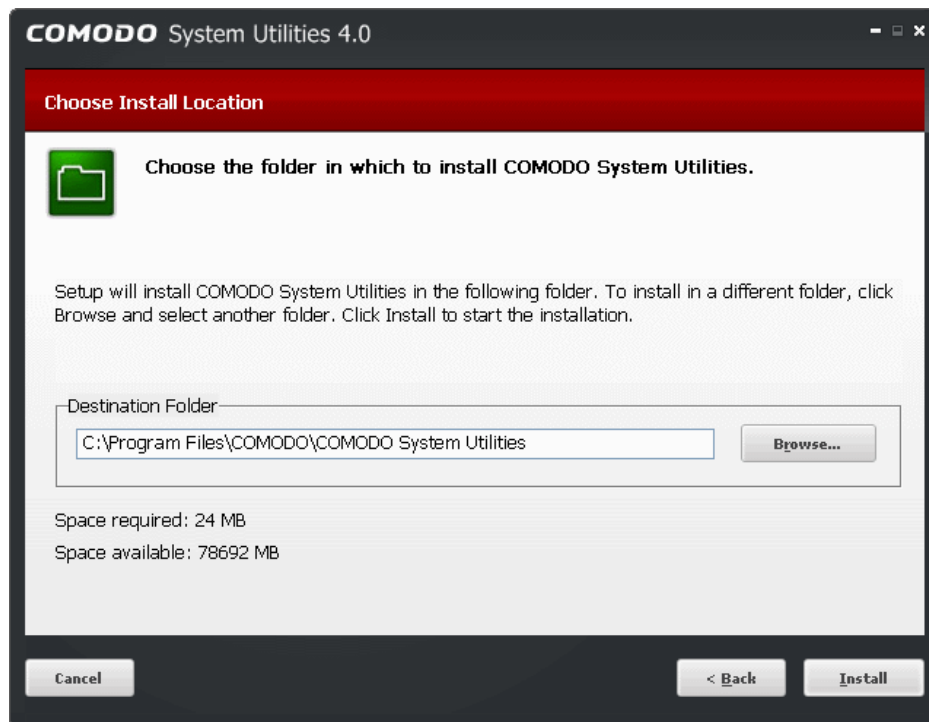 COMODO System Utilities 4.0
Choose Install Location
Choose the folder in which to install COMODO System Utilities.
Setup will install COMODO System Utilities in the following folder. To install in a different folder, click
Browse and select another folder. Click Install to start the installation.
Destination Folder
C:\Program Files\COMODO\COMODO System Utilities
Browse...
Space required: 24 MB
Space available: 78692 MB
Cancel
< Back
Install